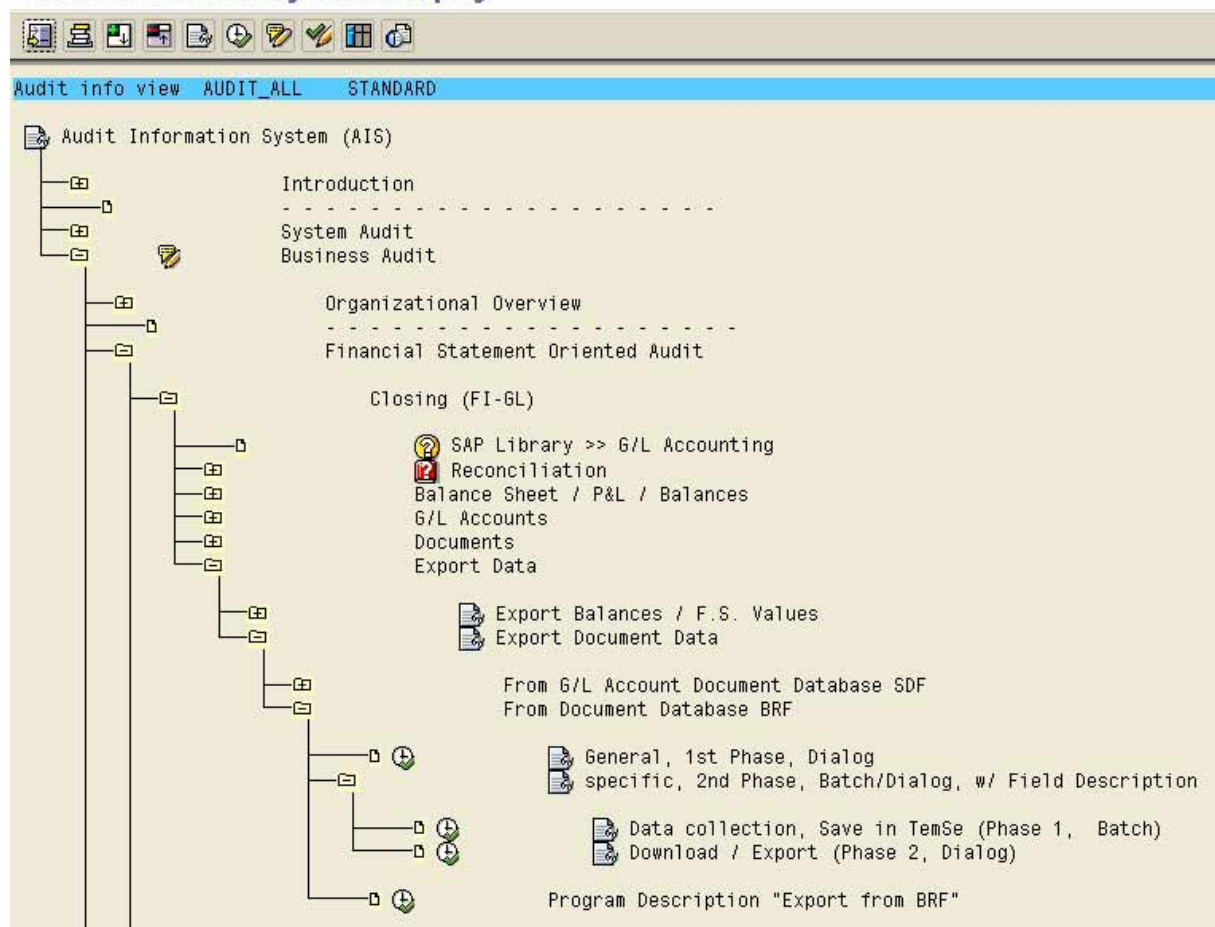 Audit info view AUDIT_ALL STANDARD
Audit Information System (AIS)
Introduction
- - - - - - - - - - - - - - - - - - - -
System Audit
Business Audit
Organizational Overview
- - - - - - - - - - - - - - - - - - -
Financial Statement Oriented Audit
Closing (FI-GL)
SAP Library >> G/L Accounting
Reconciliation
Balance Sheet / P&L / Balances
G/L Accounts
Documents
Export Data
Export Balances / F.S. Values
Export Document Data
From G/L Account Document Database SDF
From Document Database BRF
General, 1st Phase, Dialog
specific, 2nd Phase, Batch/Dialog, w/ Field Description
Data collection, Save in TemSe (Phase 1, Batch)
Download / Export (Phase 2, Dialog)
Program Description "Export from BRF"